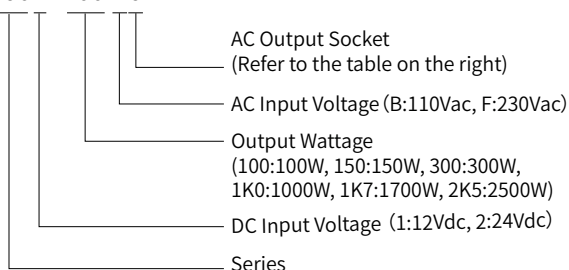 AC Output Socket
(Refer to the table on the right)
AC Input Voltage (B:110Vac, F:230Vac)
Output Wattage
(100:100W, 150:150W, 300:300W,
1K0:1000W, 1K7:1700W, 2K5:2500W)
DC Input Voltage (1:12Vdc, 2:24Vdc)
Series